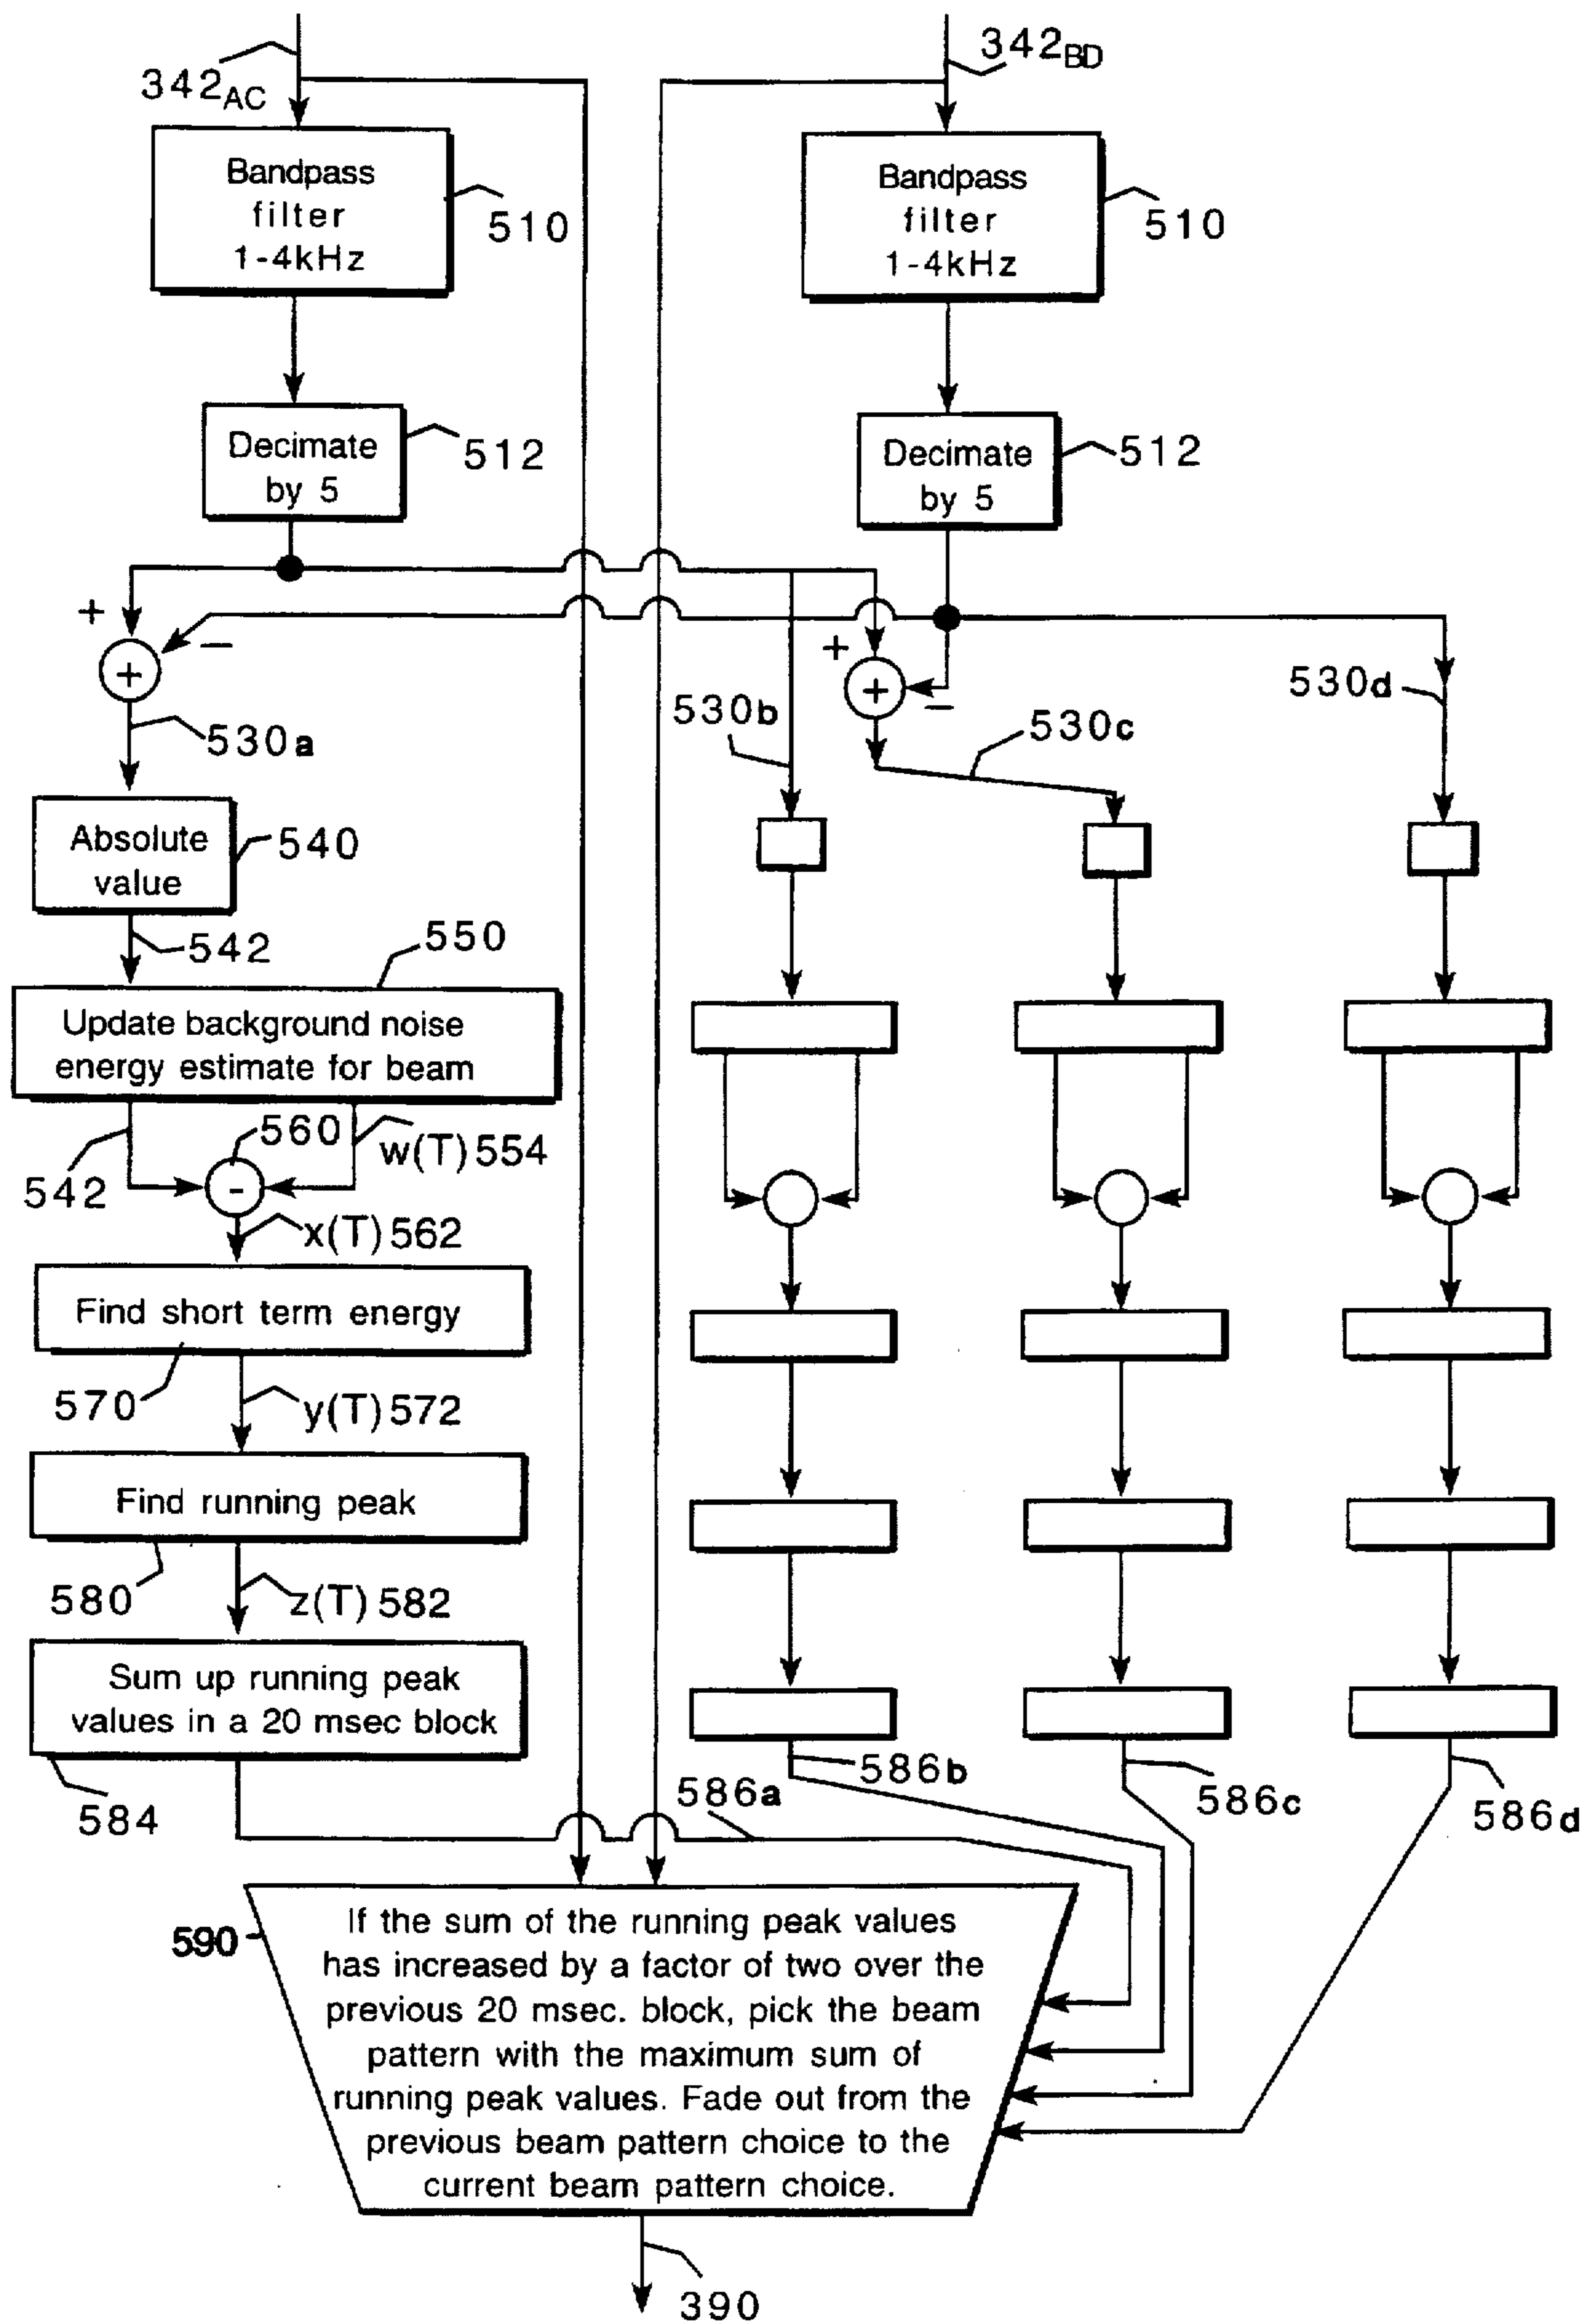 342AC
342BD
Bandpass
filter
1-4kHz
510
Bandpass
filter
1-4kHz
510
Decimate
by 5
512
Decimate
by 5
512
+
−
+
530a
+
+
−
530b
530c
530d
Absolute
value
540
542
550
Update background noise
energy estimate for beam
542
560
-
w(T) 554
x(T) 562
Find short term energy
570
y(T) 572
Find running peak
580
z(T) 582
Sum up running peak
values in a 20 msec block
584
586a
586b
586c
586d
590
If the sum of the running peak values
has increased by a factor of two over the
previous 20 msec. block, pick the beam
pattern with the maximum sum of
running peak values. Fade out from the
previous beam pattern choice to the
current beam pattern choice.
390